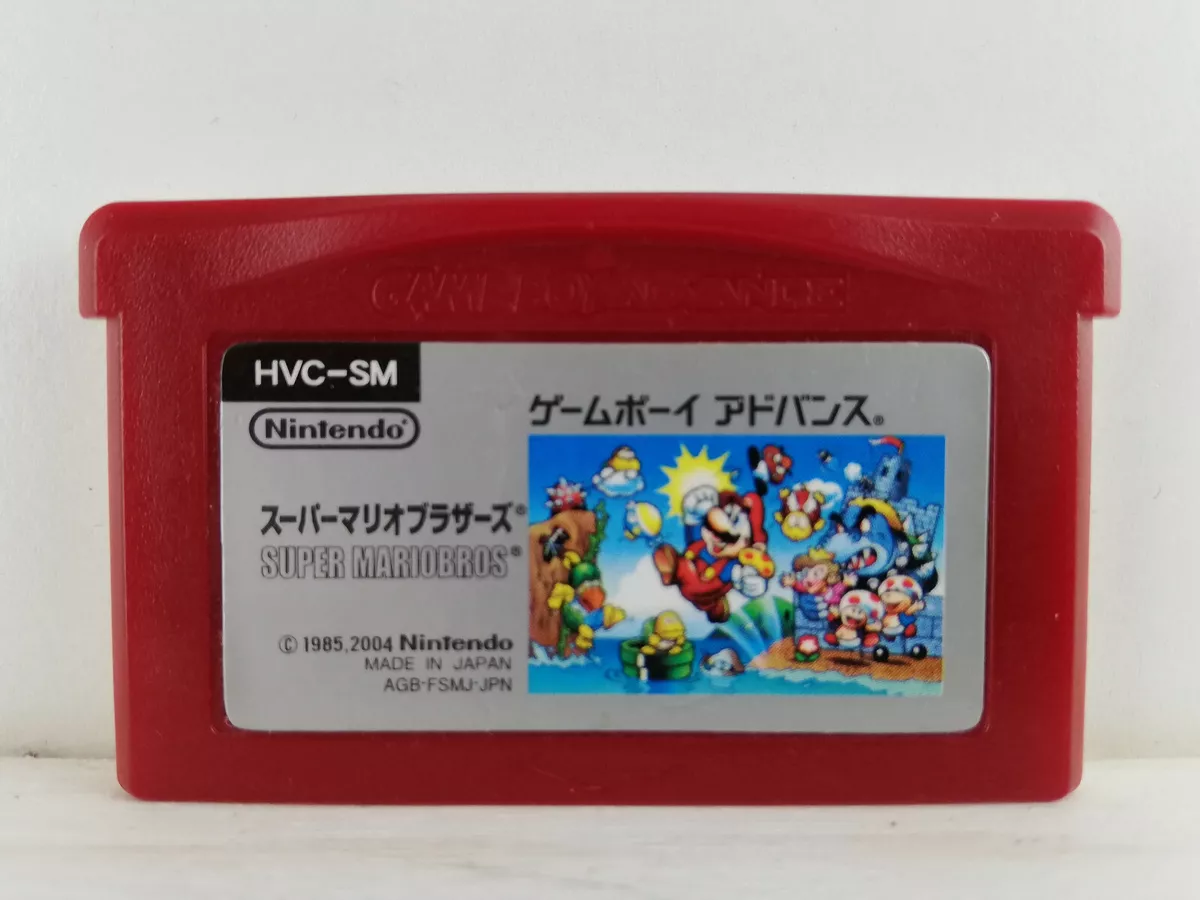 GAME BOY ADVANCE
HVC-SM
Nintendo®
ゲームボーイ アドバンス®
スーパーマリオブラザーズ®
SUPER MARIOBROS®
© 1985,2004 Nintendo
MADE IN JAPAN
AGB-FSMJ-JPN